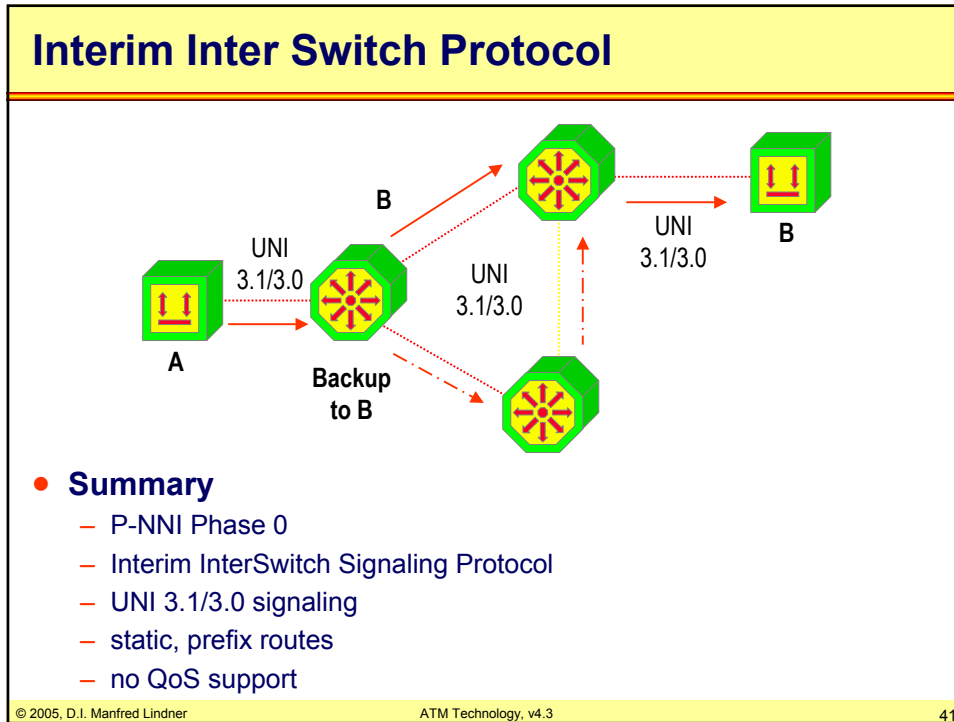 Interim Inter Switch Protocol
B
UNI
3.1/3.0
A
Backup
to B
UNI
3.1/3.0
UNI
3.1/3.0
B
• Summary
– P-NNI Phase 0
– Interim InterSwitch Signaling Protocol
– UNI 3.1/3.0 signaling
– static, prefix routes
– no QoS support
© 2005, D.I. Manfred Lindner
ATM Technology, v4.3
41